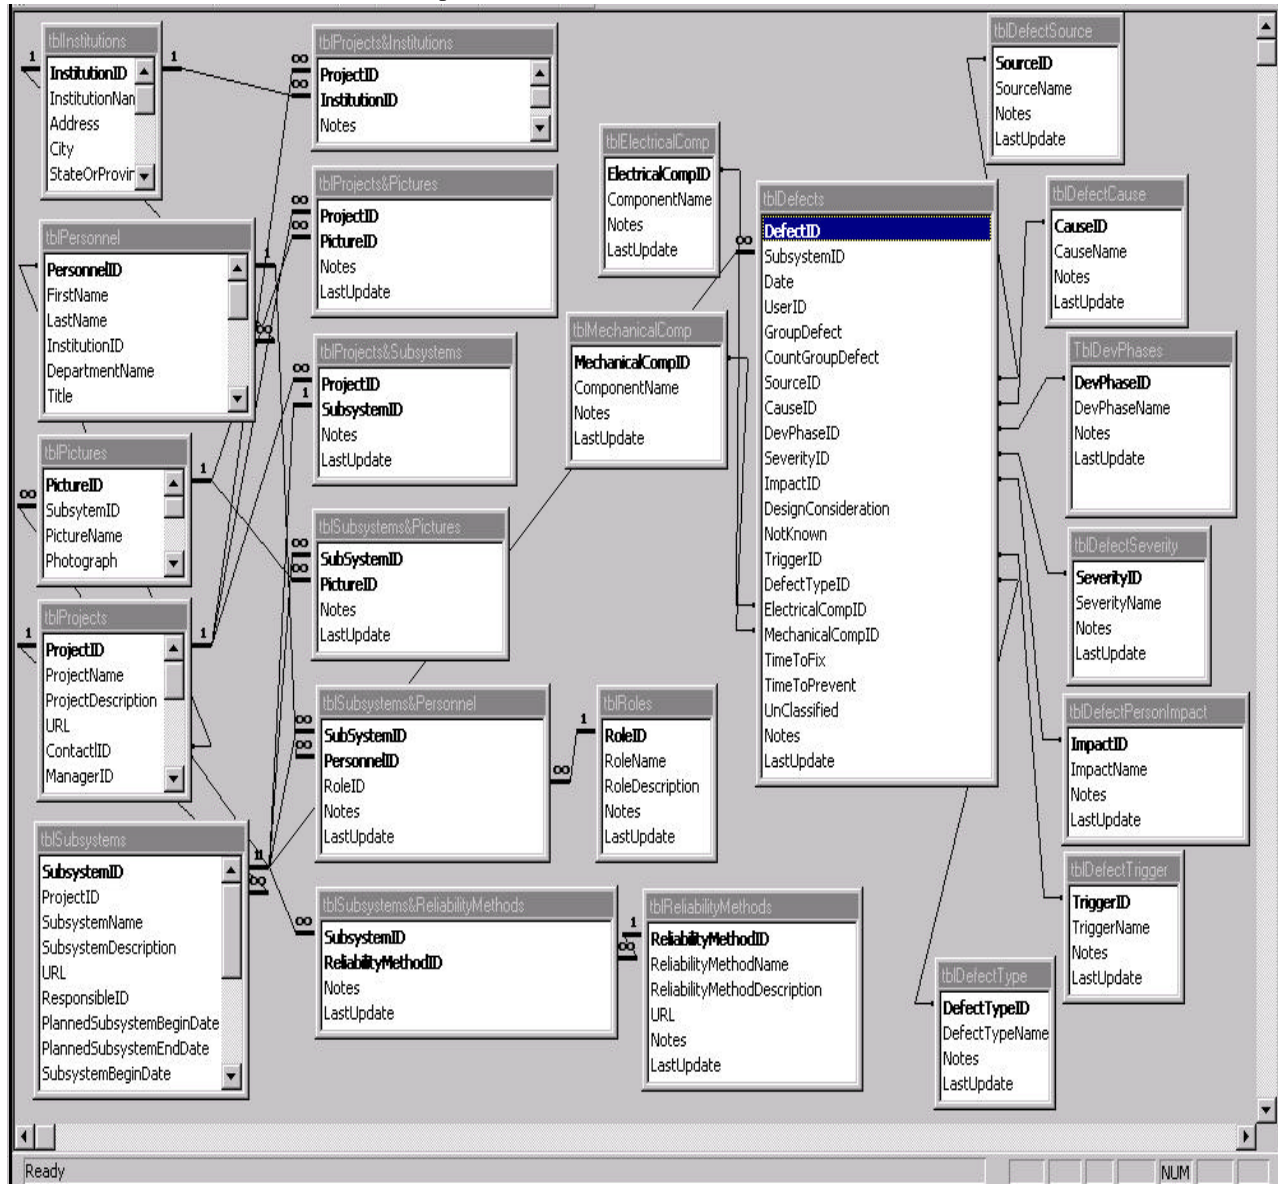 tblInstitutions
InstitutionID
InstitutionNan
Address
City
StateOrProvir
tblPersonnel
PersonnelID
FirstName
LastName
InstitutionID
DepartmentName
Title
tblPictures
PictureID
SubsytemID
PictureName
Photograph
tblProjects
ProjectID
ProjectName
ProjectDescription
URL
ContactID
ManagerID
tblSubsystems
SubsystemID
ProjectID
SubsystemName
SubsystemDescription
URL
ResponsibleID
PlannedSubsystemBeginDate
PlannedSubsystemEndDate
SubsystemBeginDate
tblProjects&Institutions
ProjectID
InstitutionID
Notes
tblProjects&Pictures
ProjectID
PictureID
Notes
LastUpdate
tblProjects&Subsystems
ProjectID
SubsystemID
Notes
LastUpdate
tblSubsystems&Pictures
SubSystemID
PictureID
Notes
LastUpdate
tblSubsystems&Personnel
SubSystemID
PersonnelID
RoleID
Notes
LastUpdate
tblSubsystems&ReliabilityMethods
SubsystemID
ReliabilityMethodID
Notes
LastUpdate
tblElectricalComp
ElectricalCompID
ComponentName
Notes
LastUpdate
tblMechanicalComp
MechanicalCompID
ComponentName
Notes
LastUpdate
tblRoles
RoleID
RoleName
RoleDescription
Notes
LastUpdate
tblReliabilityMethods
ReliabilityMethodID
ReliabilityMethodName
ReliabilityMethodDescription
URL
Notes
LastUpdate
tblDefects
DefectID
SubsystemID
Date
UserID
GroupDefect
CountGroupDefect
SourceID
CauseID
DevPhaseID
SeverityID
ImpactID
DesignConsideration
NotKnown
TriggerID
DefectTypeID
ElectricalCompID
MechanicalCompID
TimeToFix
TimeToPrevent
UnClassified
Notes
LastUpdate
tblDefectSource
SourceID
SourceName
Notes
LastUpdate
tblDefectCause
CauseID
CauseName
Notes
LastUpdate
TblDevPhases
DevPhaseID
DevPhaseName
Notes
LastUpdate
tblDefectSeverity
SeverityID
SeverityName
Notes
LastUpdate
tblDefectPersonImpact
ImpactID
ImpactName
Notes
LastUpdate
tblDefectTrigger
TriggerID
TriggerName
Notes
LastUpdate
tblDefectType
DefectTypeID
DefectTypeName
Notes
LastUpdate
Ready
NUM